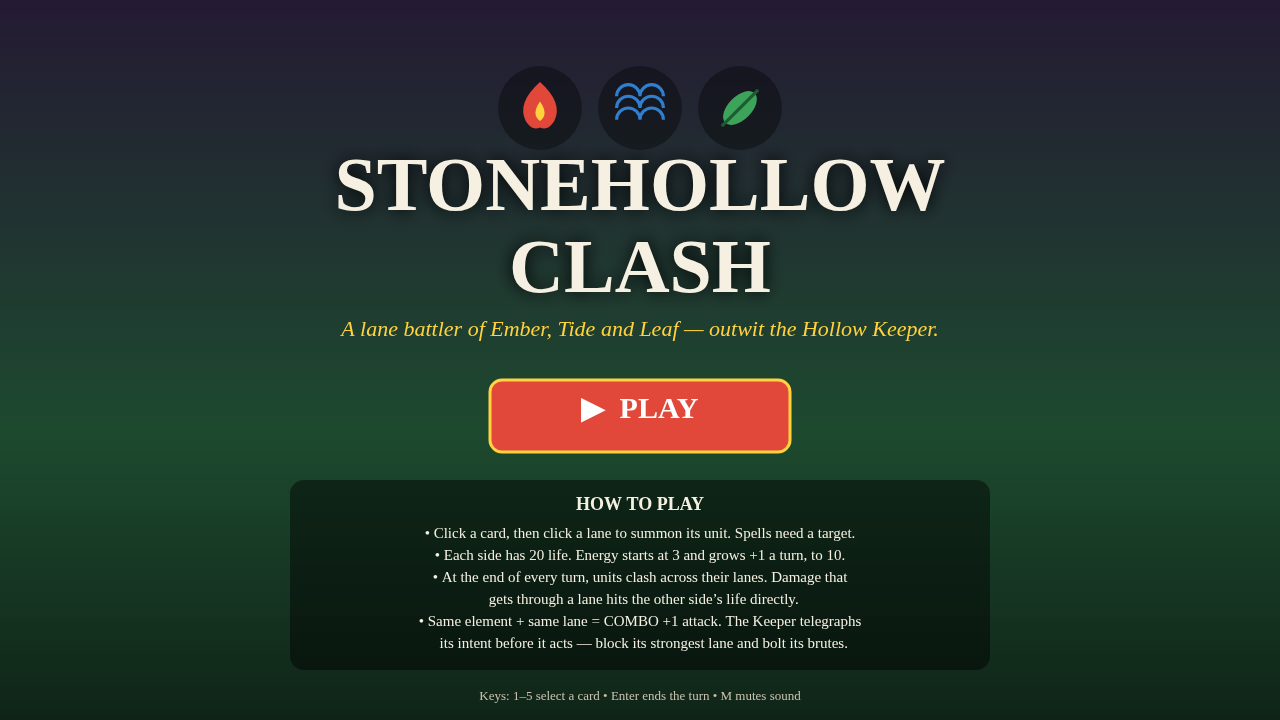 STONEHOLLOW
CLASH
A lane battler of Ember, Tide and Leaf — outwit the Hollow Keeper.
▶ PLAY
HOW TO PLAY
• Click a card, then click a lane to summon its unit. Spells need a target.
• Each side has 20 life. Energy starts at 3 and grows +1 a turn, to 10.
• At the end of every turn, units clash across their lanes. Damage that
gets through a lane hits the other side’s life directly.
• Same element + same lane = COMBO +1 attack. The Keeper telegraphs
its intent before it acts — block its strongest lane and bolt its brutes.
Keys: 1–5 select a card • Enter ends the turn • M mutes sound